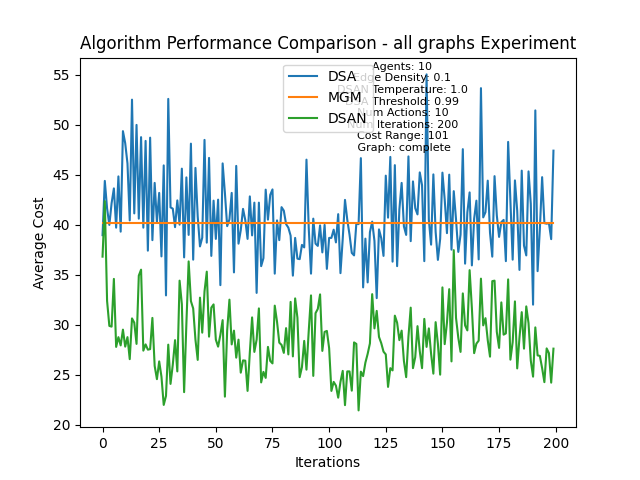 Algorithm Performance Comparison - all graphs Experiment
DSA
MGM
DSAN
Agents: 10
Edge Density: 0.1
DSAN Temperature: 1.0
DSA Threshold: 0.99
Num Actions: 10
Num Iterations: 200
Cost Range: 101
Graph: complete
Average Cost
55
50
45
40
35
30
25
20
0
25
50
75
100
125
150
175
200
Iterations